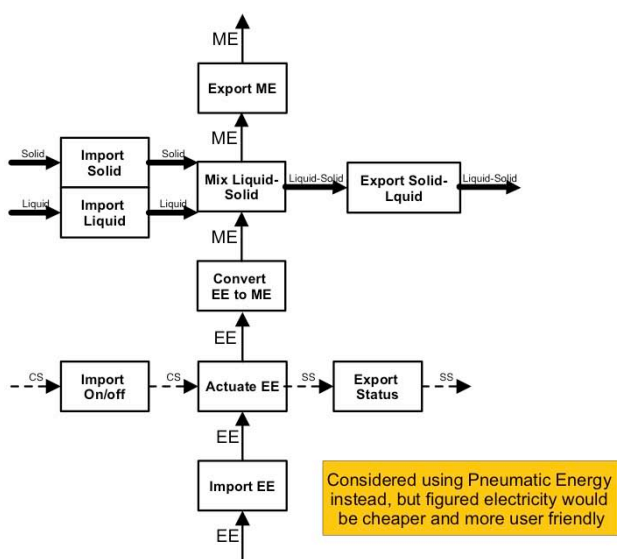 ME
Export ME
ME
Solid
Import
Solid
Solid
Mix Liquid-
Solid
Liquid-Solid
Export Solid-
Lquid
Liquid-Solid
Liquid
Import
Liquid
Liquid
ME
Convert
EE to ME
EE
CS
Import
On/off
CS
Actuate EE
SS
Export
Status
SS
EE
Import EE
EE
Considered using Pneumatic Energy
instead, but figured electricity would
be cheaper and more user friendly